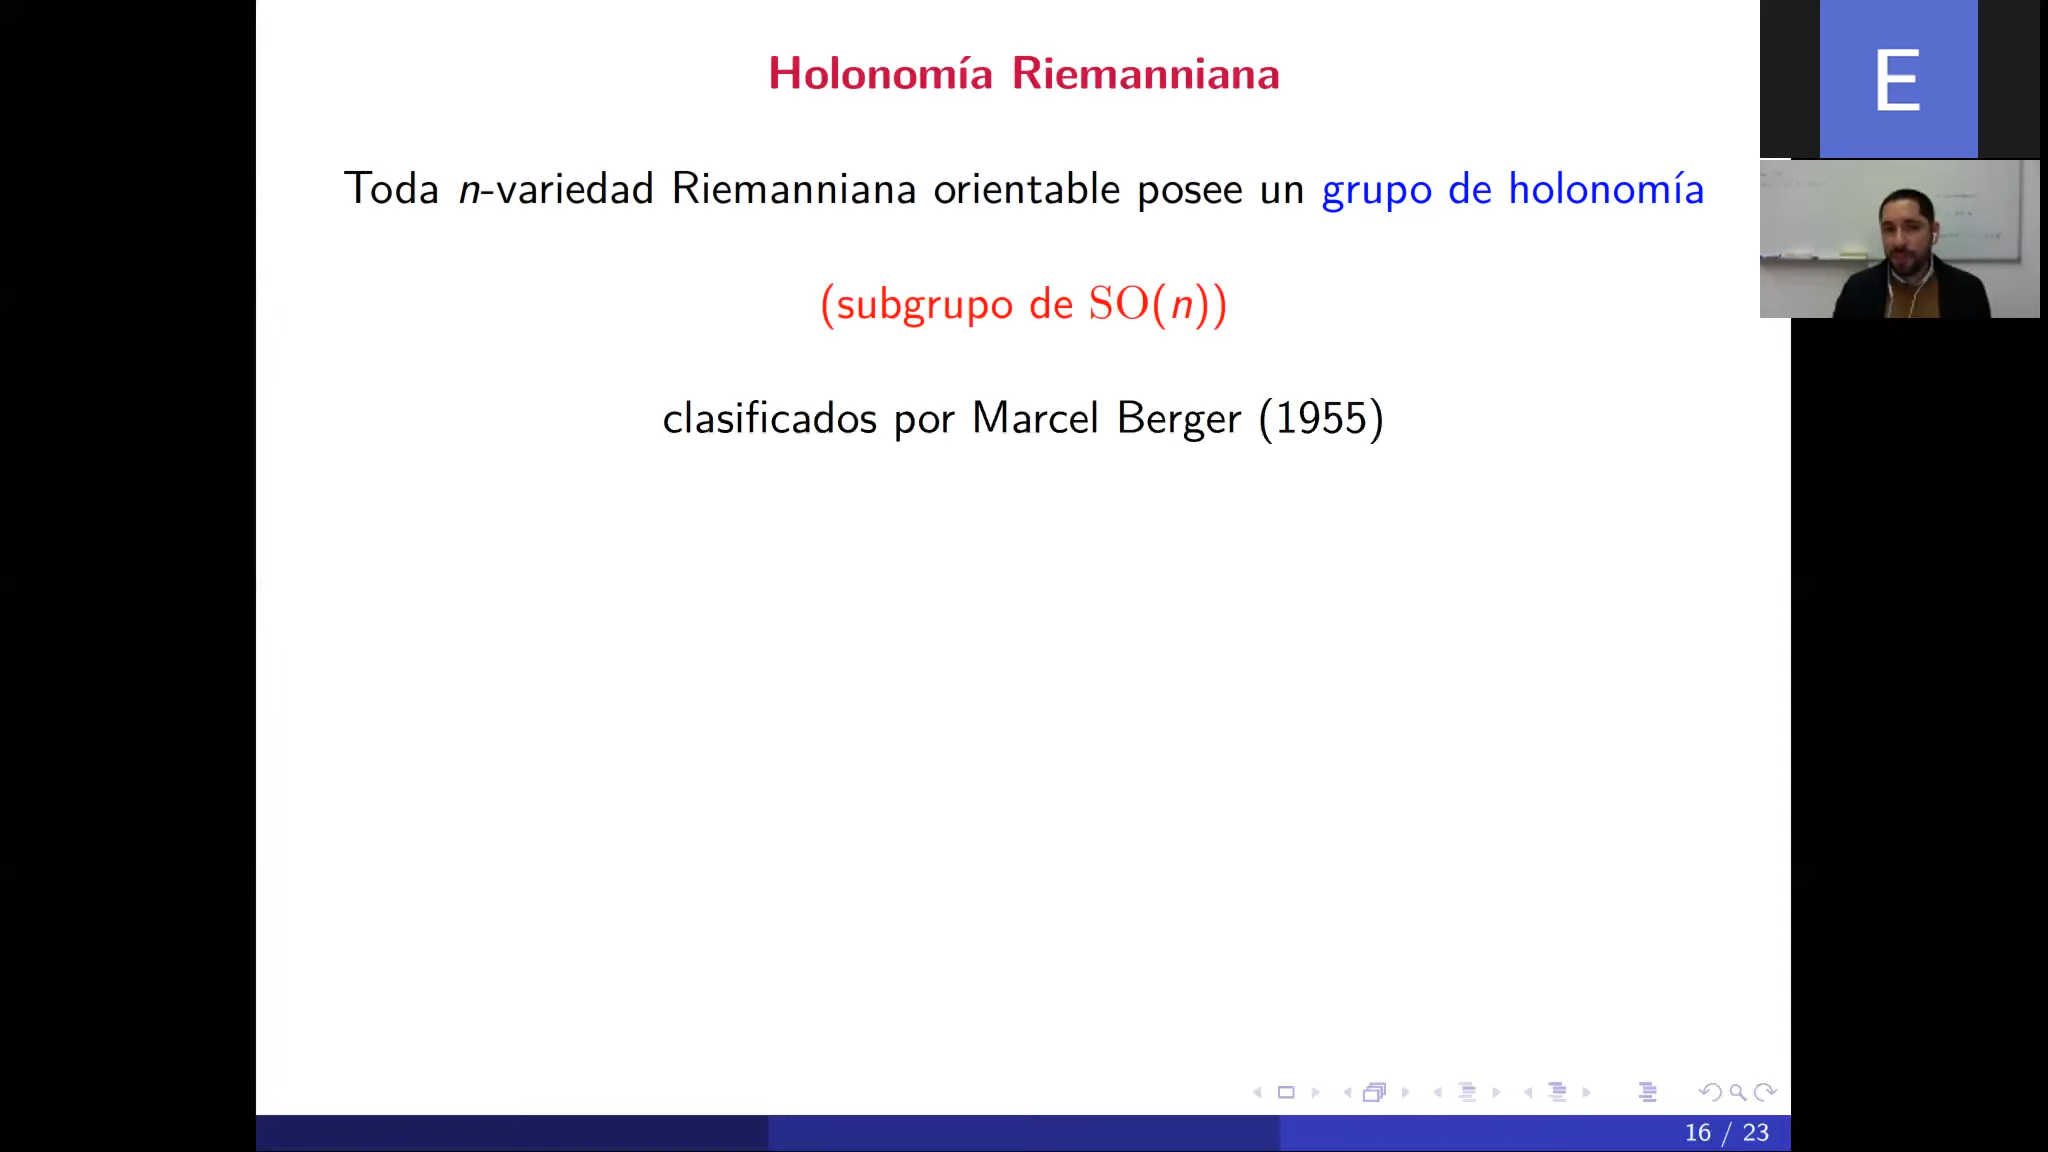 Holonomía Riemanniana
Toda n-variedad Riemanniana orientable posee un grupo de holonomía
(subgrupo de SO(n))
clasificados por Marcel Berger (1955)
16 / 23
E